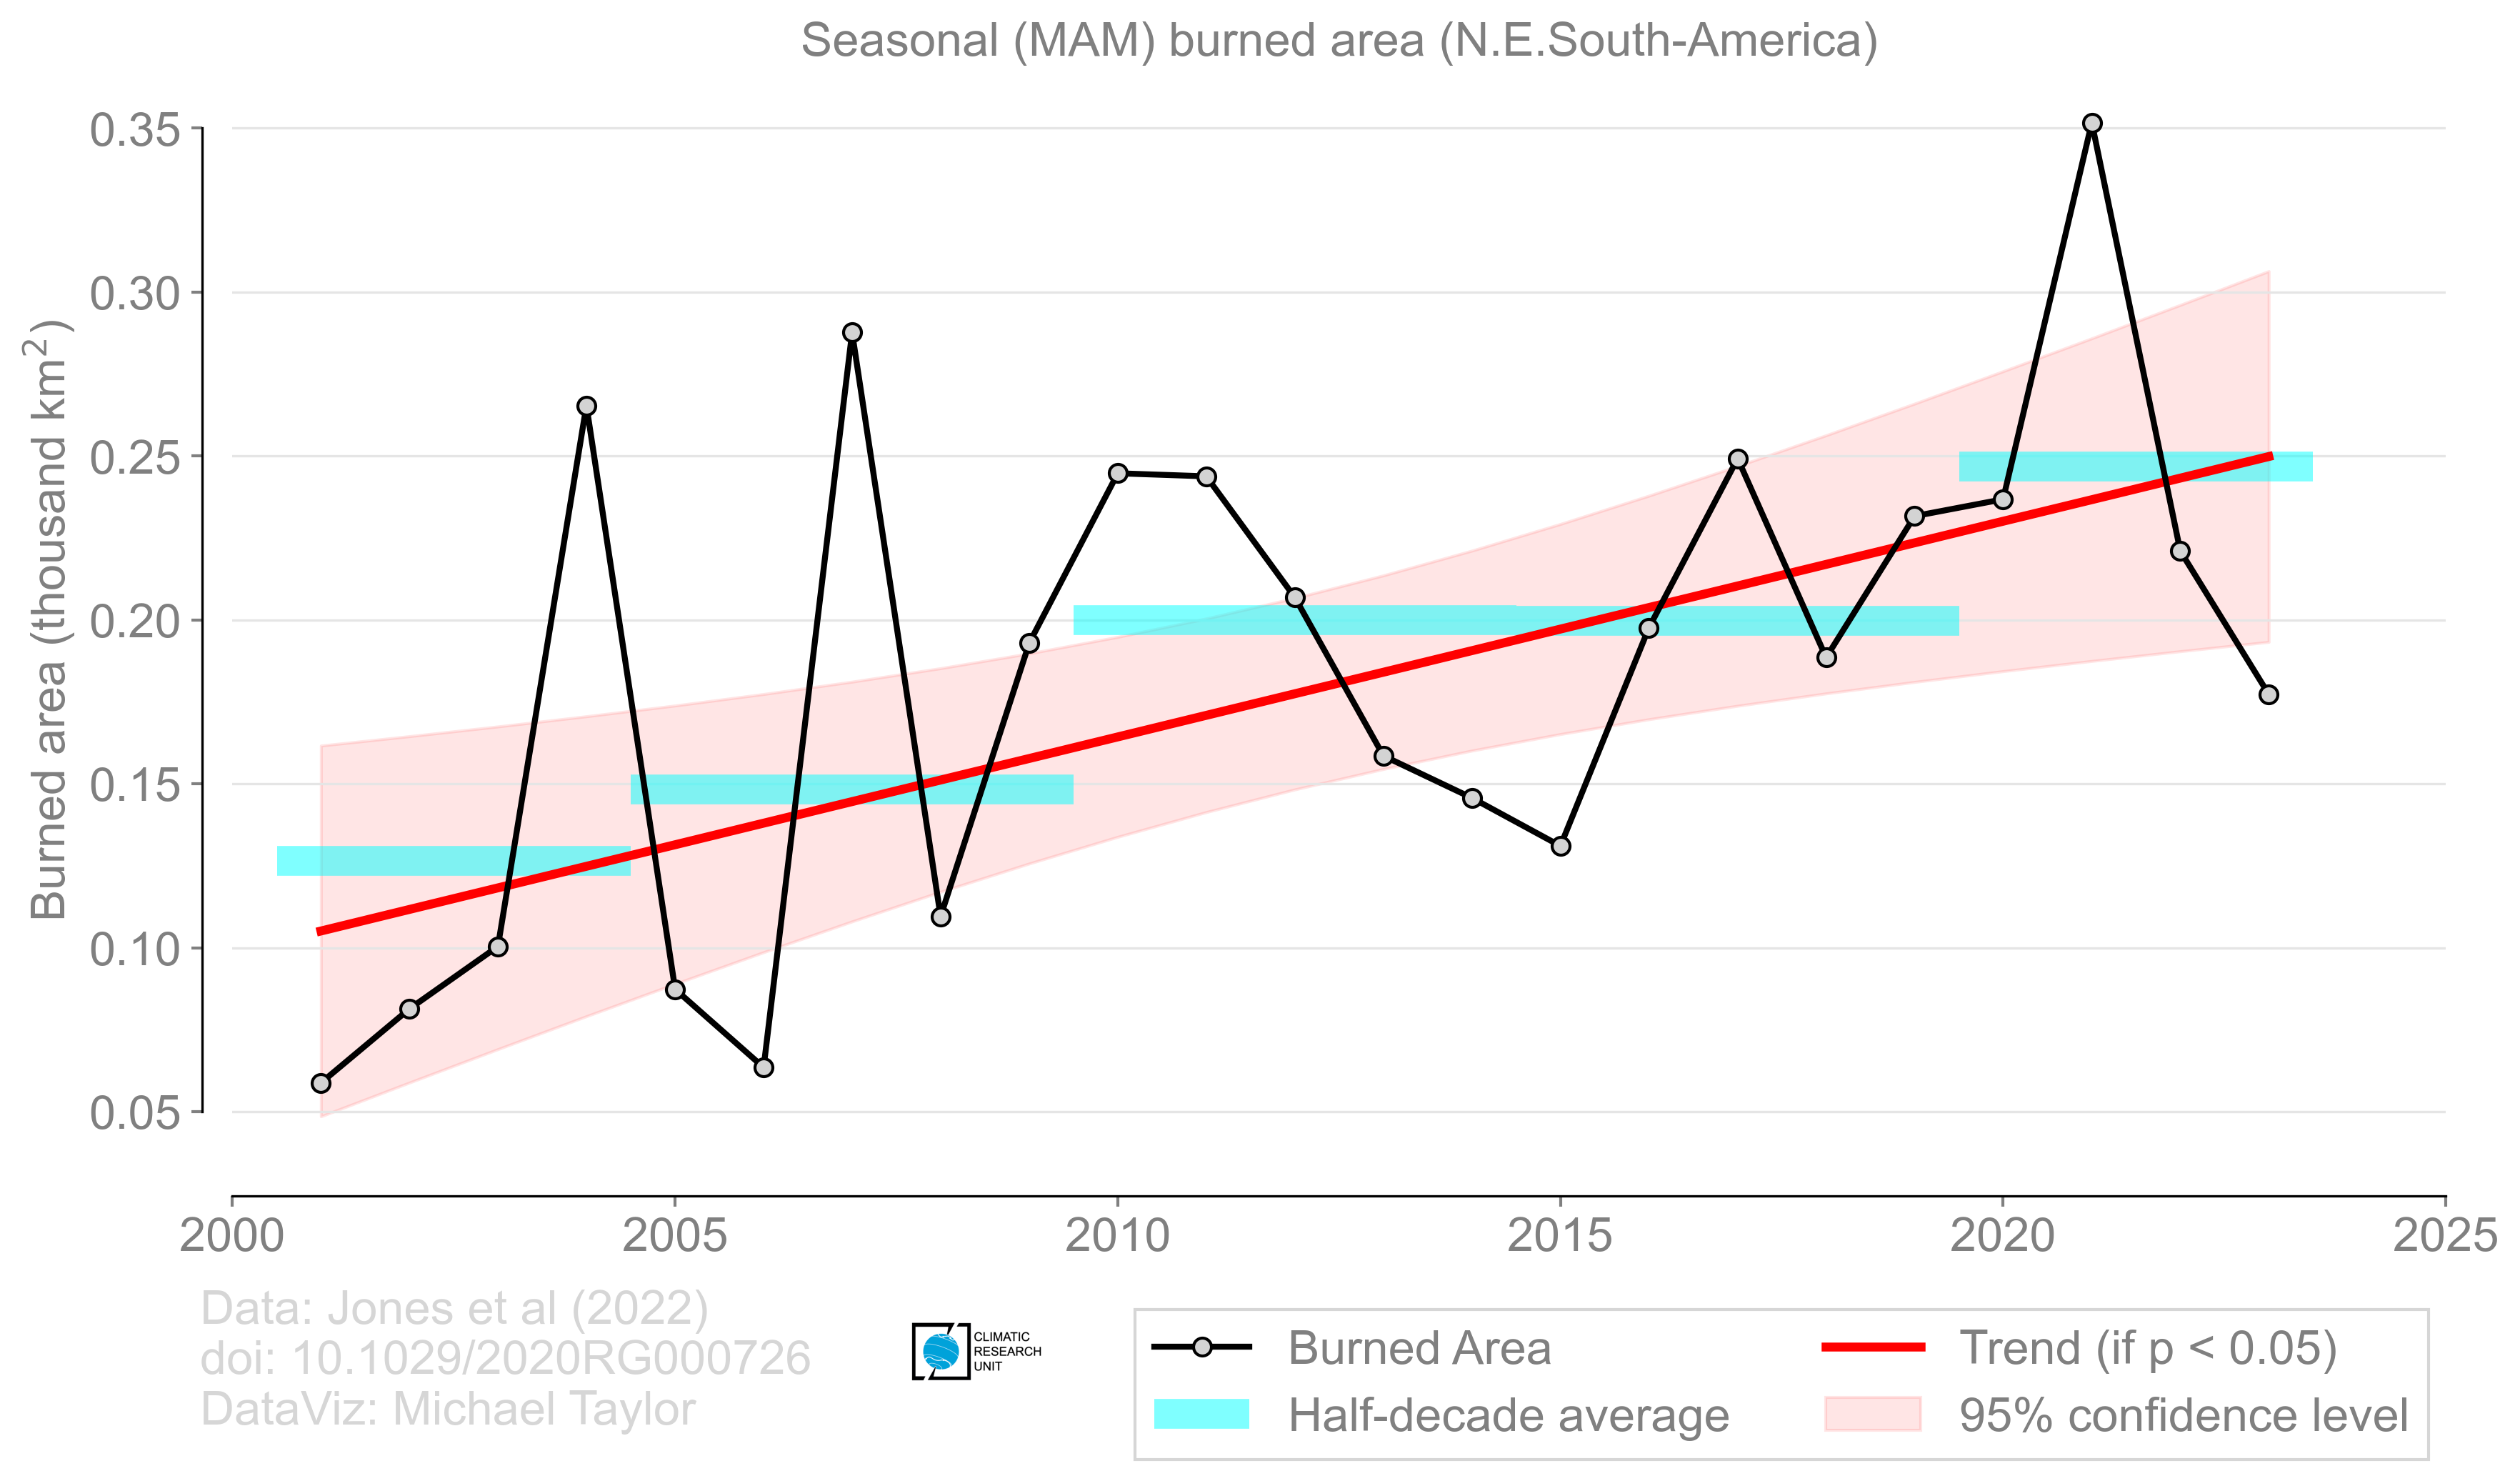 Seasonal (MAM) burned area (N.E.South-America)
Burned area (thousand km²)
0.35
0.30
0.25
0.20
0.15
0.10
0.05
2000 2005 2010 2015 2020 2025
Data: Jones et al (2022)
doi: 10.1029/2020RG000726
DataViz: Michael Taylor
CLIMATIC
RESEARCH
UNIT
Burned Area
Half-decade average
Trend (if p < 0.05)
95% confidence level